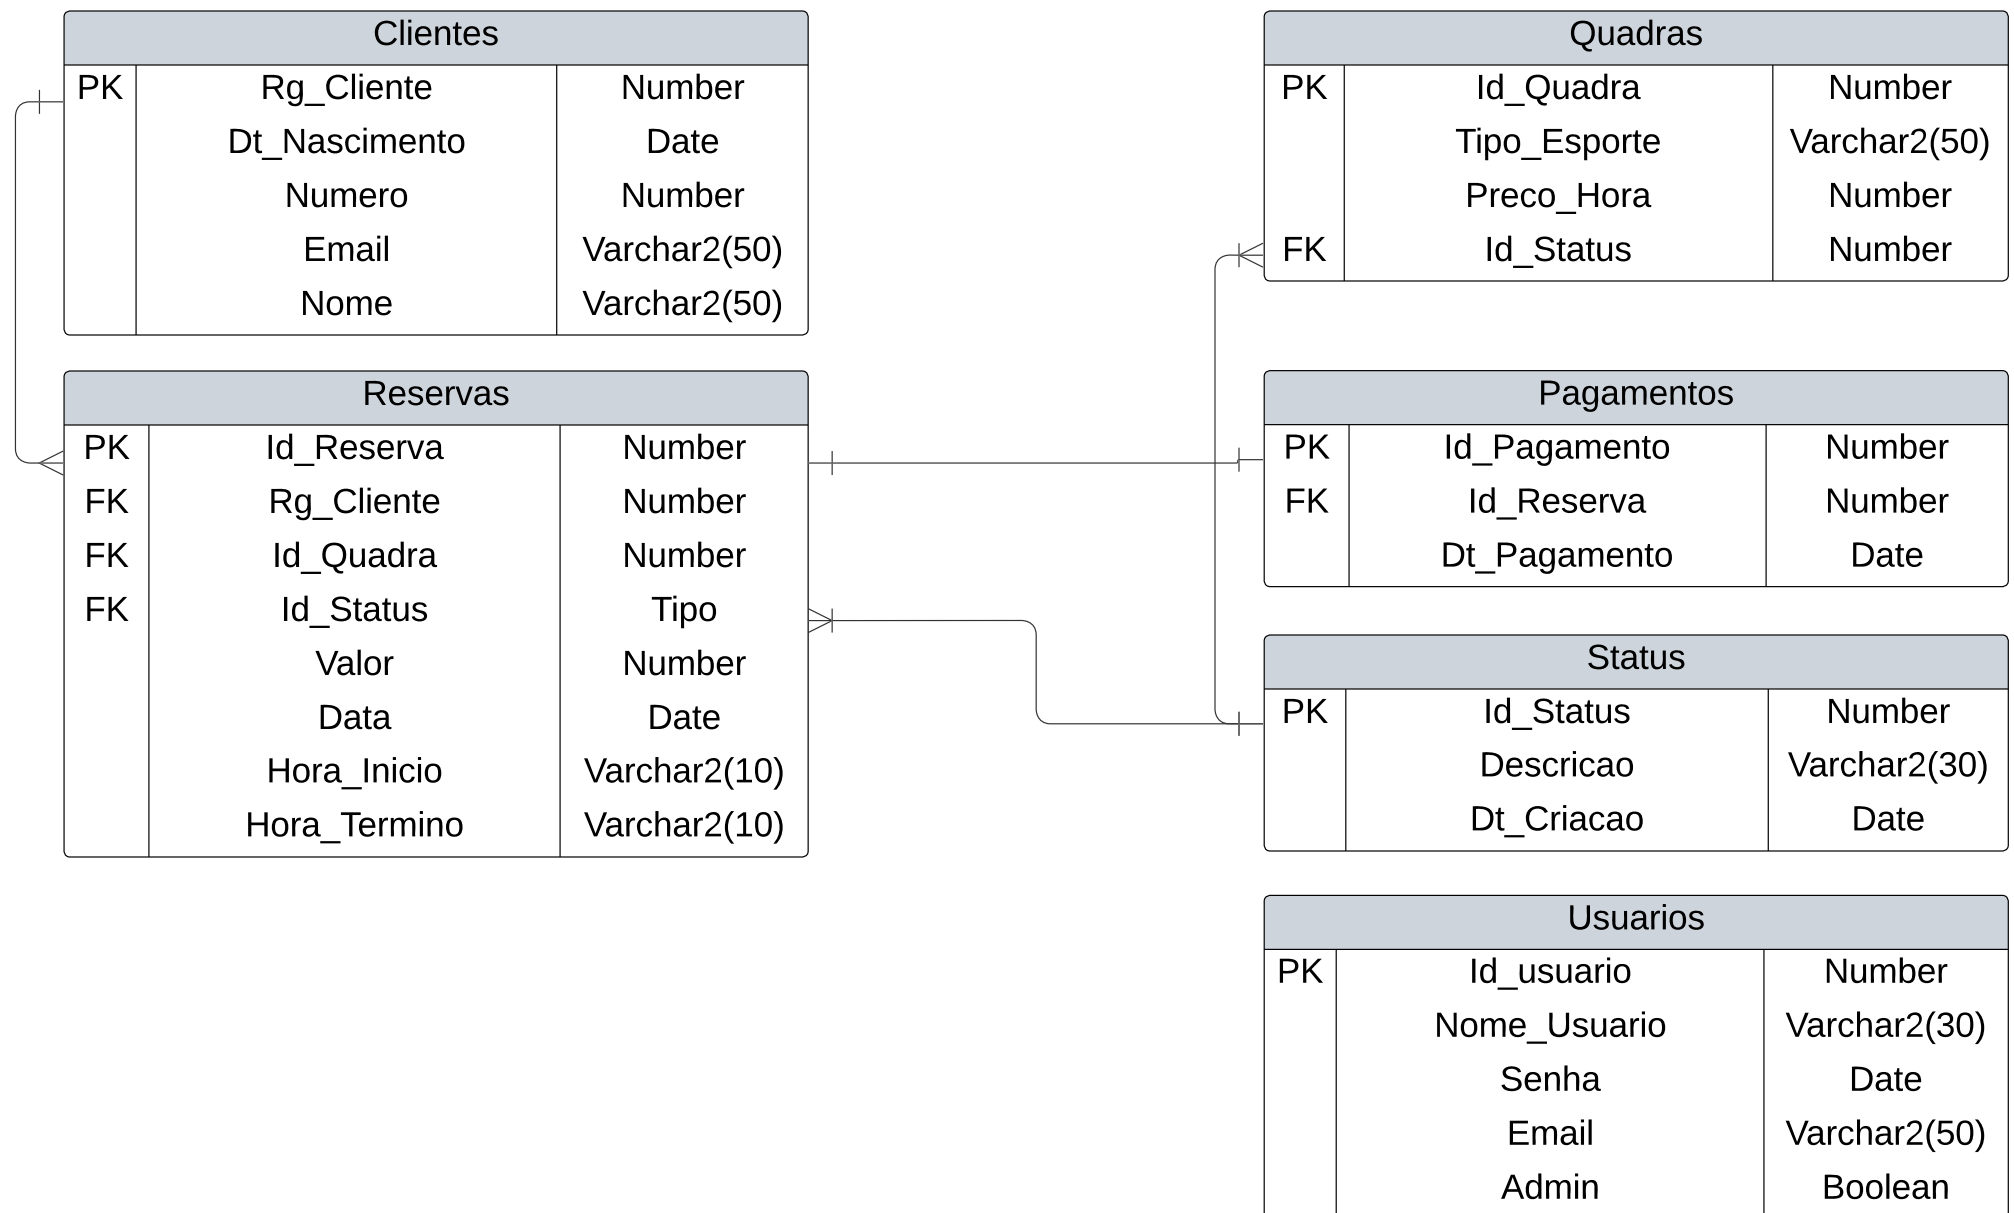 Clientes
PK Rg_Cliente Number
Dt_Nascimento Date
Numero Number
Email Varchar2(50)
Nome Varchar2(50)
Reservas
PK Id_Reserva Number
FK Rg_Cliente Number
FK Id_Quadra Number
FK Id_Status Tipo
Valor Number
Data Date
Hora_Inicio Varchar2(10)
Hora_Termino Varchar2(10)
Quadras
PK Id_Quadra Number
Tipo_Esporte Varchar2(50)
Preco_Hora Number
FK Id_Status Number
Pagamentos
PK Id_Pagamento Number
FK Id_Reserva Number
Dt_Pagamento Date
Status
PK Id_Status Number
Descricao Varchar2(30)
Dt_Criacao Date
Usuarios
PK Id_usuario Number
Nome_Usuario Varchar2(30)
Senha Date
Email Varchar2(50)
Admin Boolean